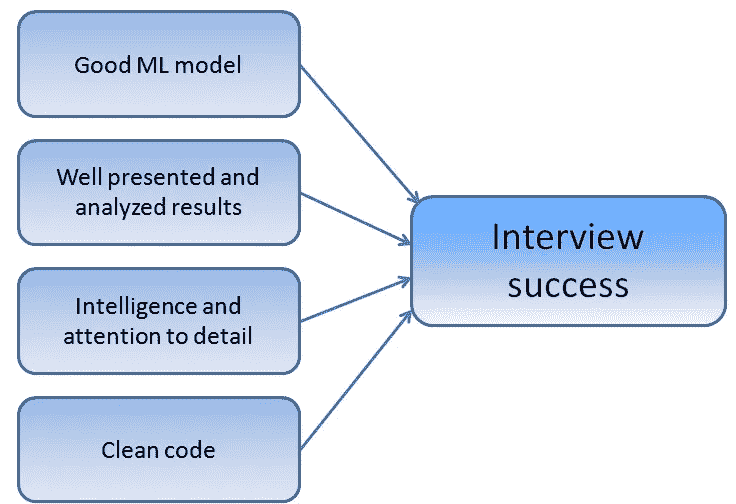 Good ML model
Well presented and
analyzed results
Intelligence and
attention to detail
Clean code
Interview
success